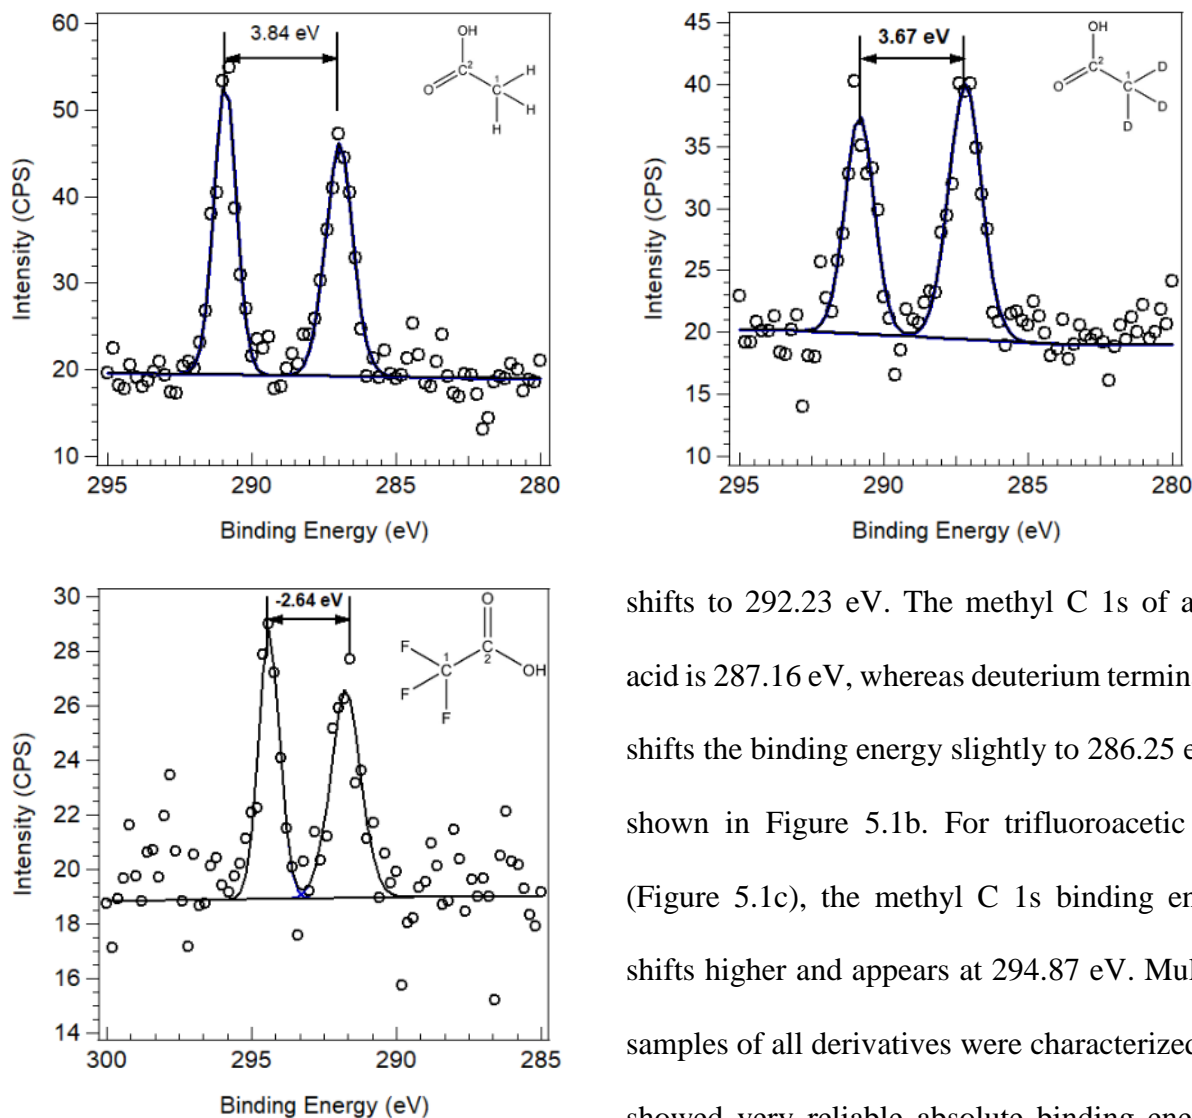 60
50
40
30
20
10
Intensity (CPS)
3.84 eV
OH
C
2
O
1
C
H
H
H
295
290
285
280
Binding Energy (eV)
45
40
35
30
25
20
15
10
Intensity (CPS)
3.67 eV
OH
C
2
O
1
C
D
D
D
295
290
285
280
Binding Energy (eV)
30
28
26
24
22
20
18
16
14
Intensity (CPS)
-2.64 eV
O
F
1
C
C
2
OH
F
F
300
295
290
285
Binding Energy (eV)
shifts to 292.23 eV. The methyl C 1s of a
acid is 287.16 eV, whereas deuterium termin
shifts the binding energy slightly to 286.25 e
shown in Figure 5.1b. For trifluoroacetic
(Figure 5.1c), the methyl C 1s binding en
shifts higher and appears at 294.87 eV. Mul
samples of all derivatives were characterized
showed very reliable absolute binding ene